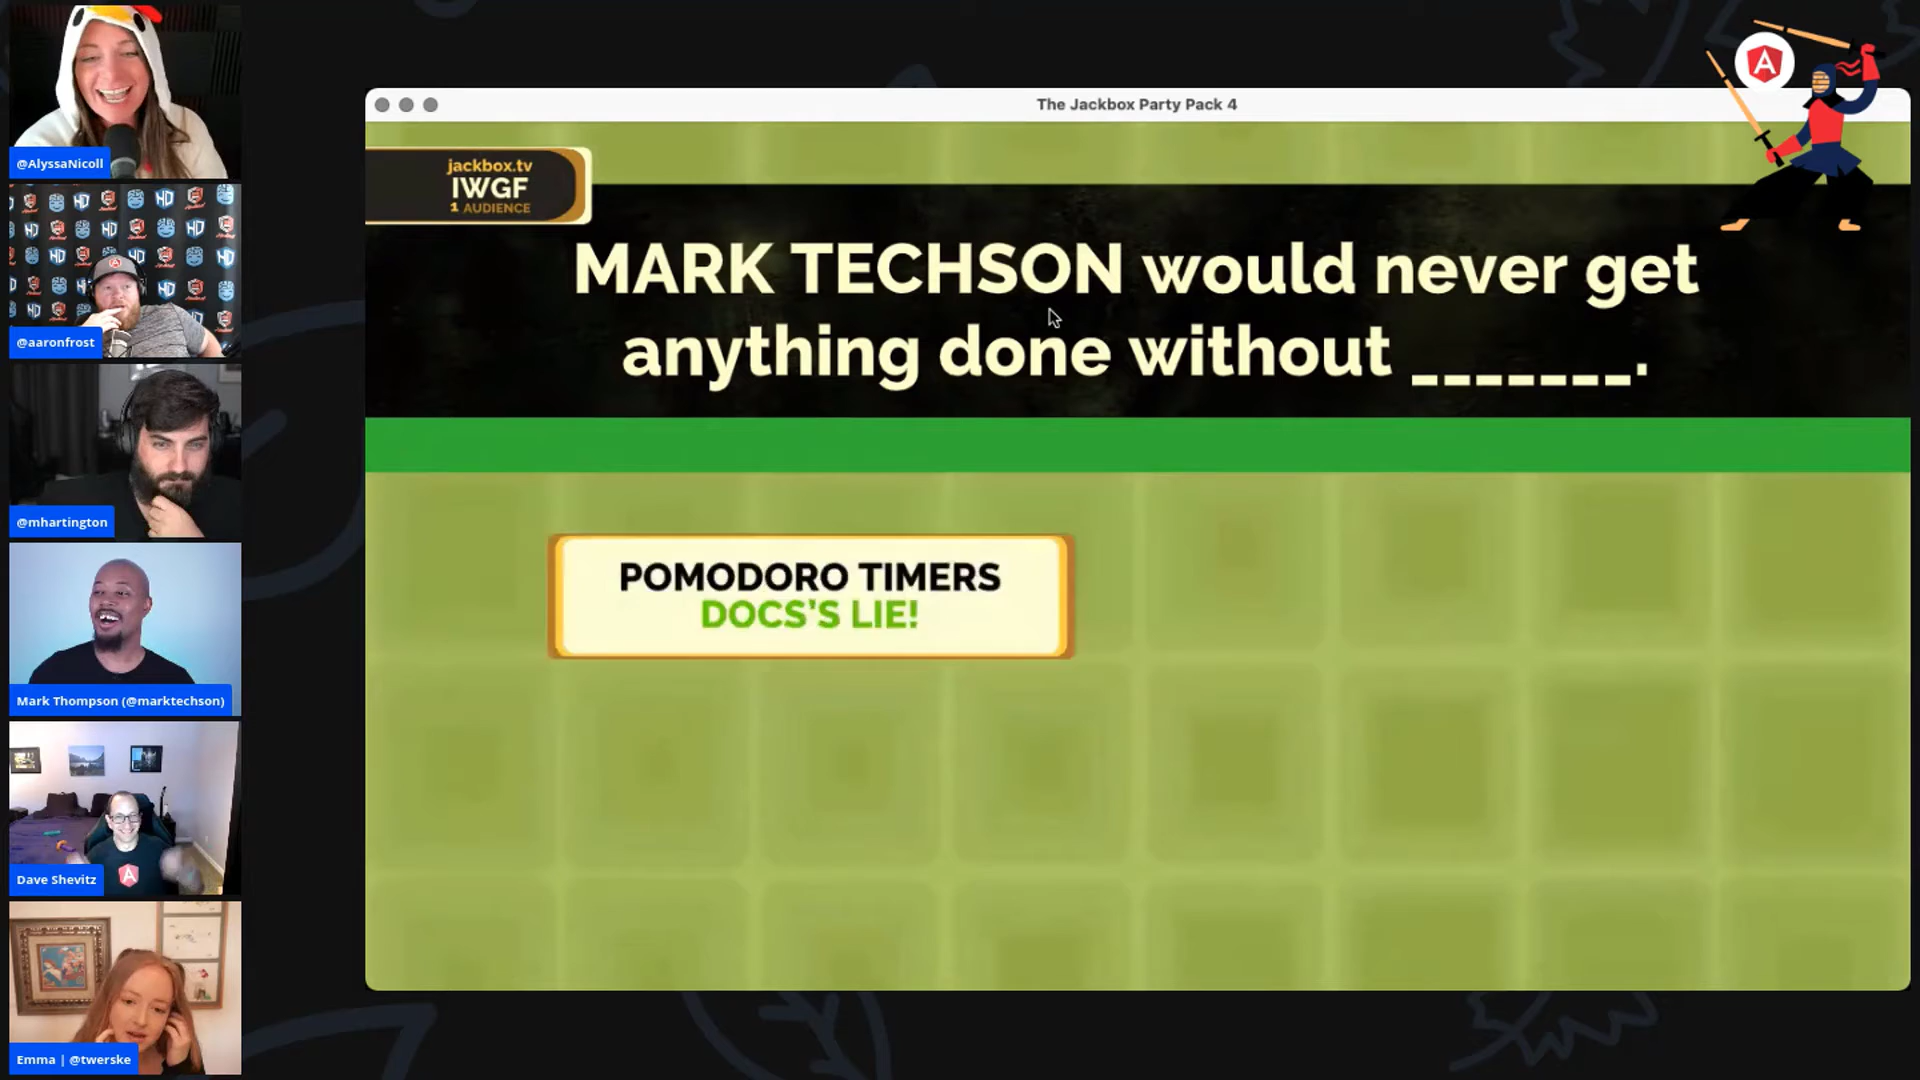 @AlyssaNicoll
@aaronfrost
@mhartington
Mark Thompson (@marktechson)
Dave Shevitz
Emma | @twerske
The Jackbox Party Pack 4
jackbox.tv
IWGF
1 AUDIENCE
MARK TECHSON would never get
anything done without _______.
POMODORO TIMERS
DOCS'S LIE!
A